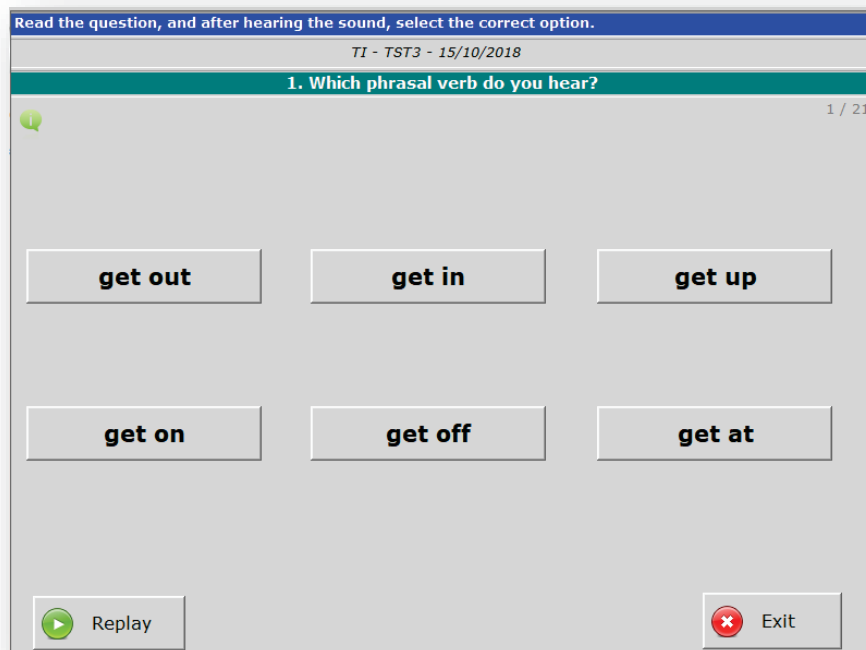 Read the question, and after hearing the sound, select the correct option.
TI - TST3 - 15/10/2018
1. Which phrasal verb do you hear?
1 / 21
get out
get in
get up
get on
get off
get at
Replay
Exit